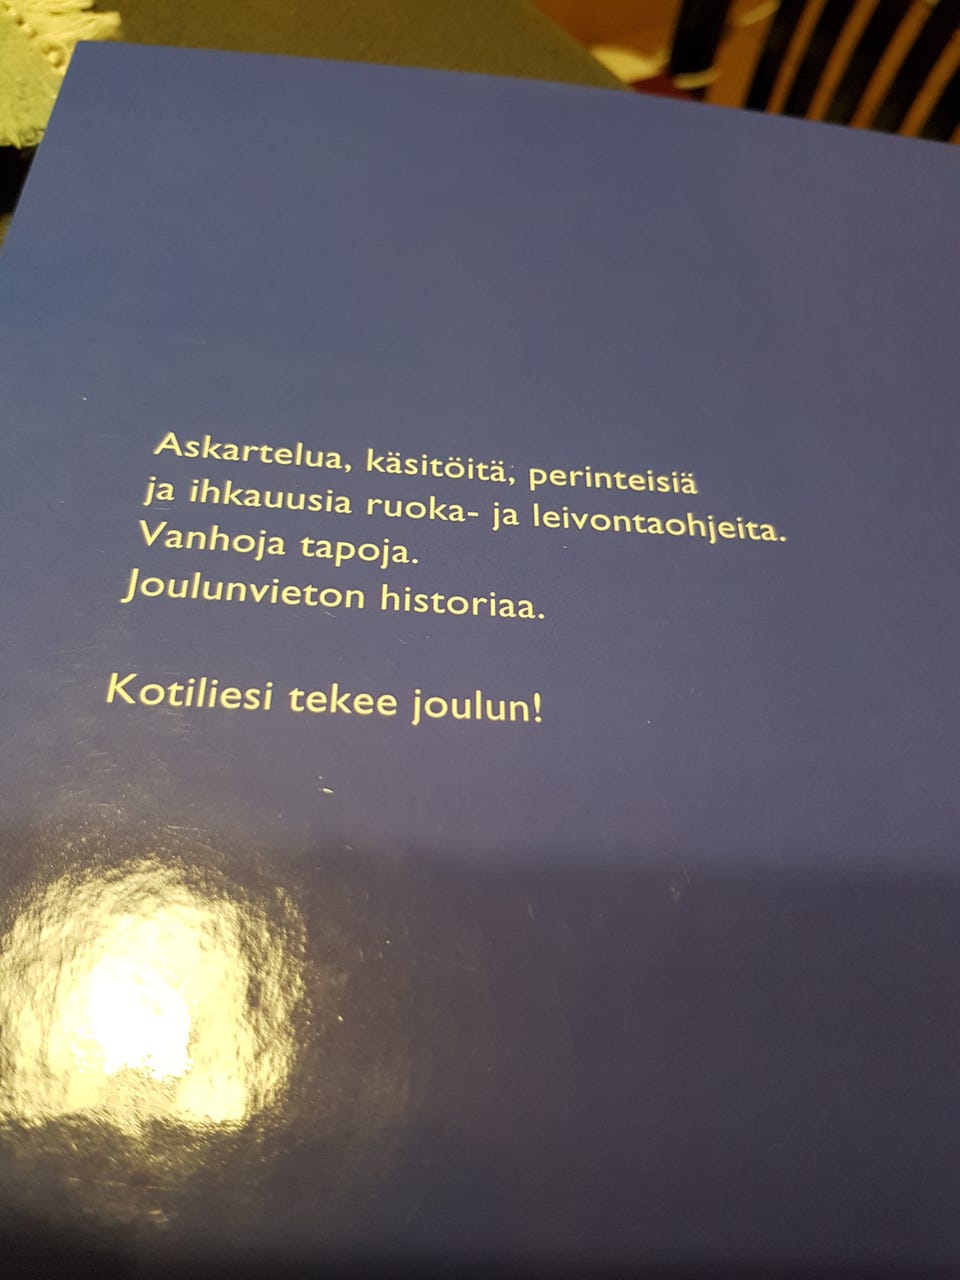 Askartelua, käsitöitä, perinteisiä
ja ihkauusia ruoka- ja leivontaohjeita.
Vanhoja tapoja.
Joulunvieton historiaa.
Kotiliesi tekee joulun!